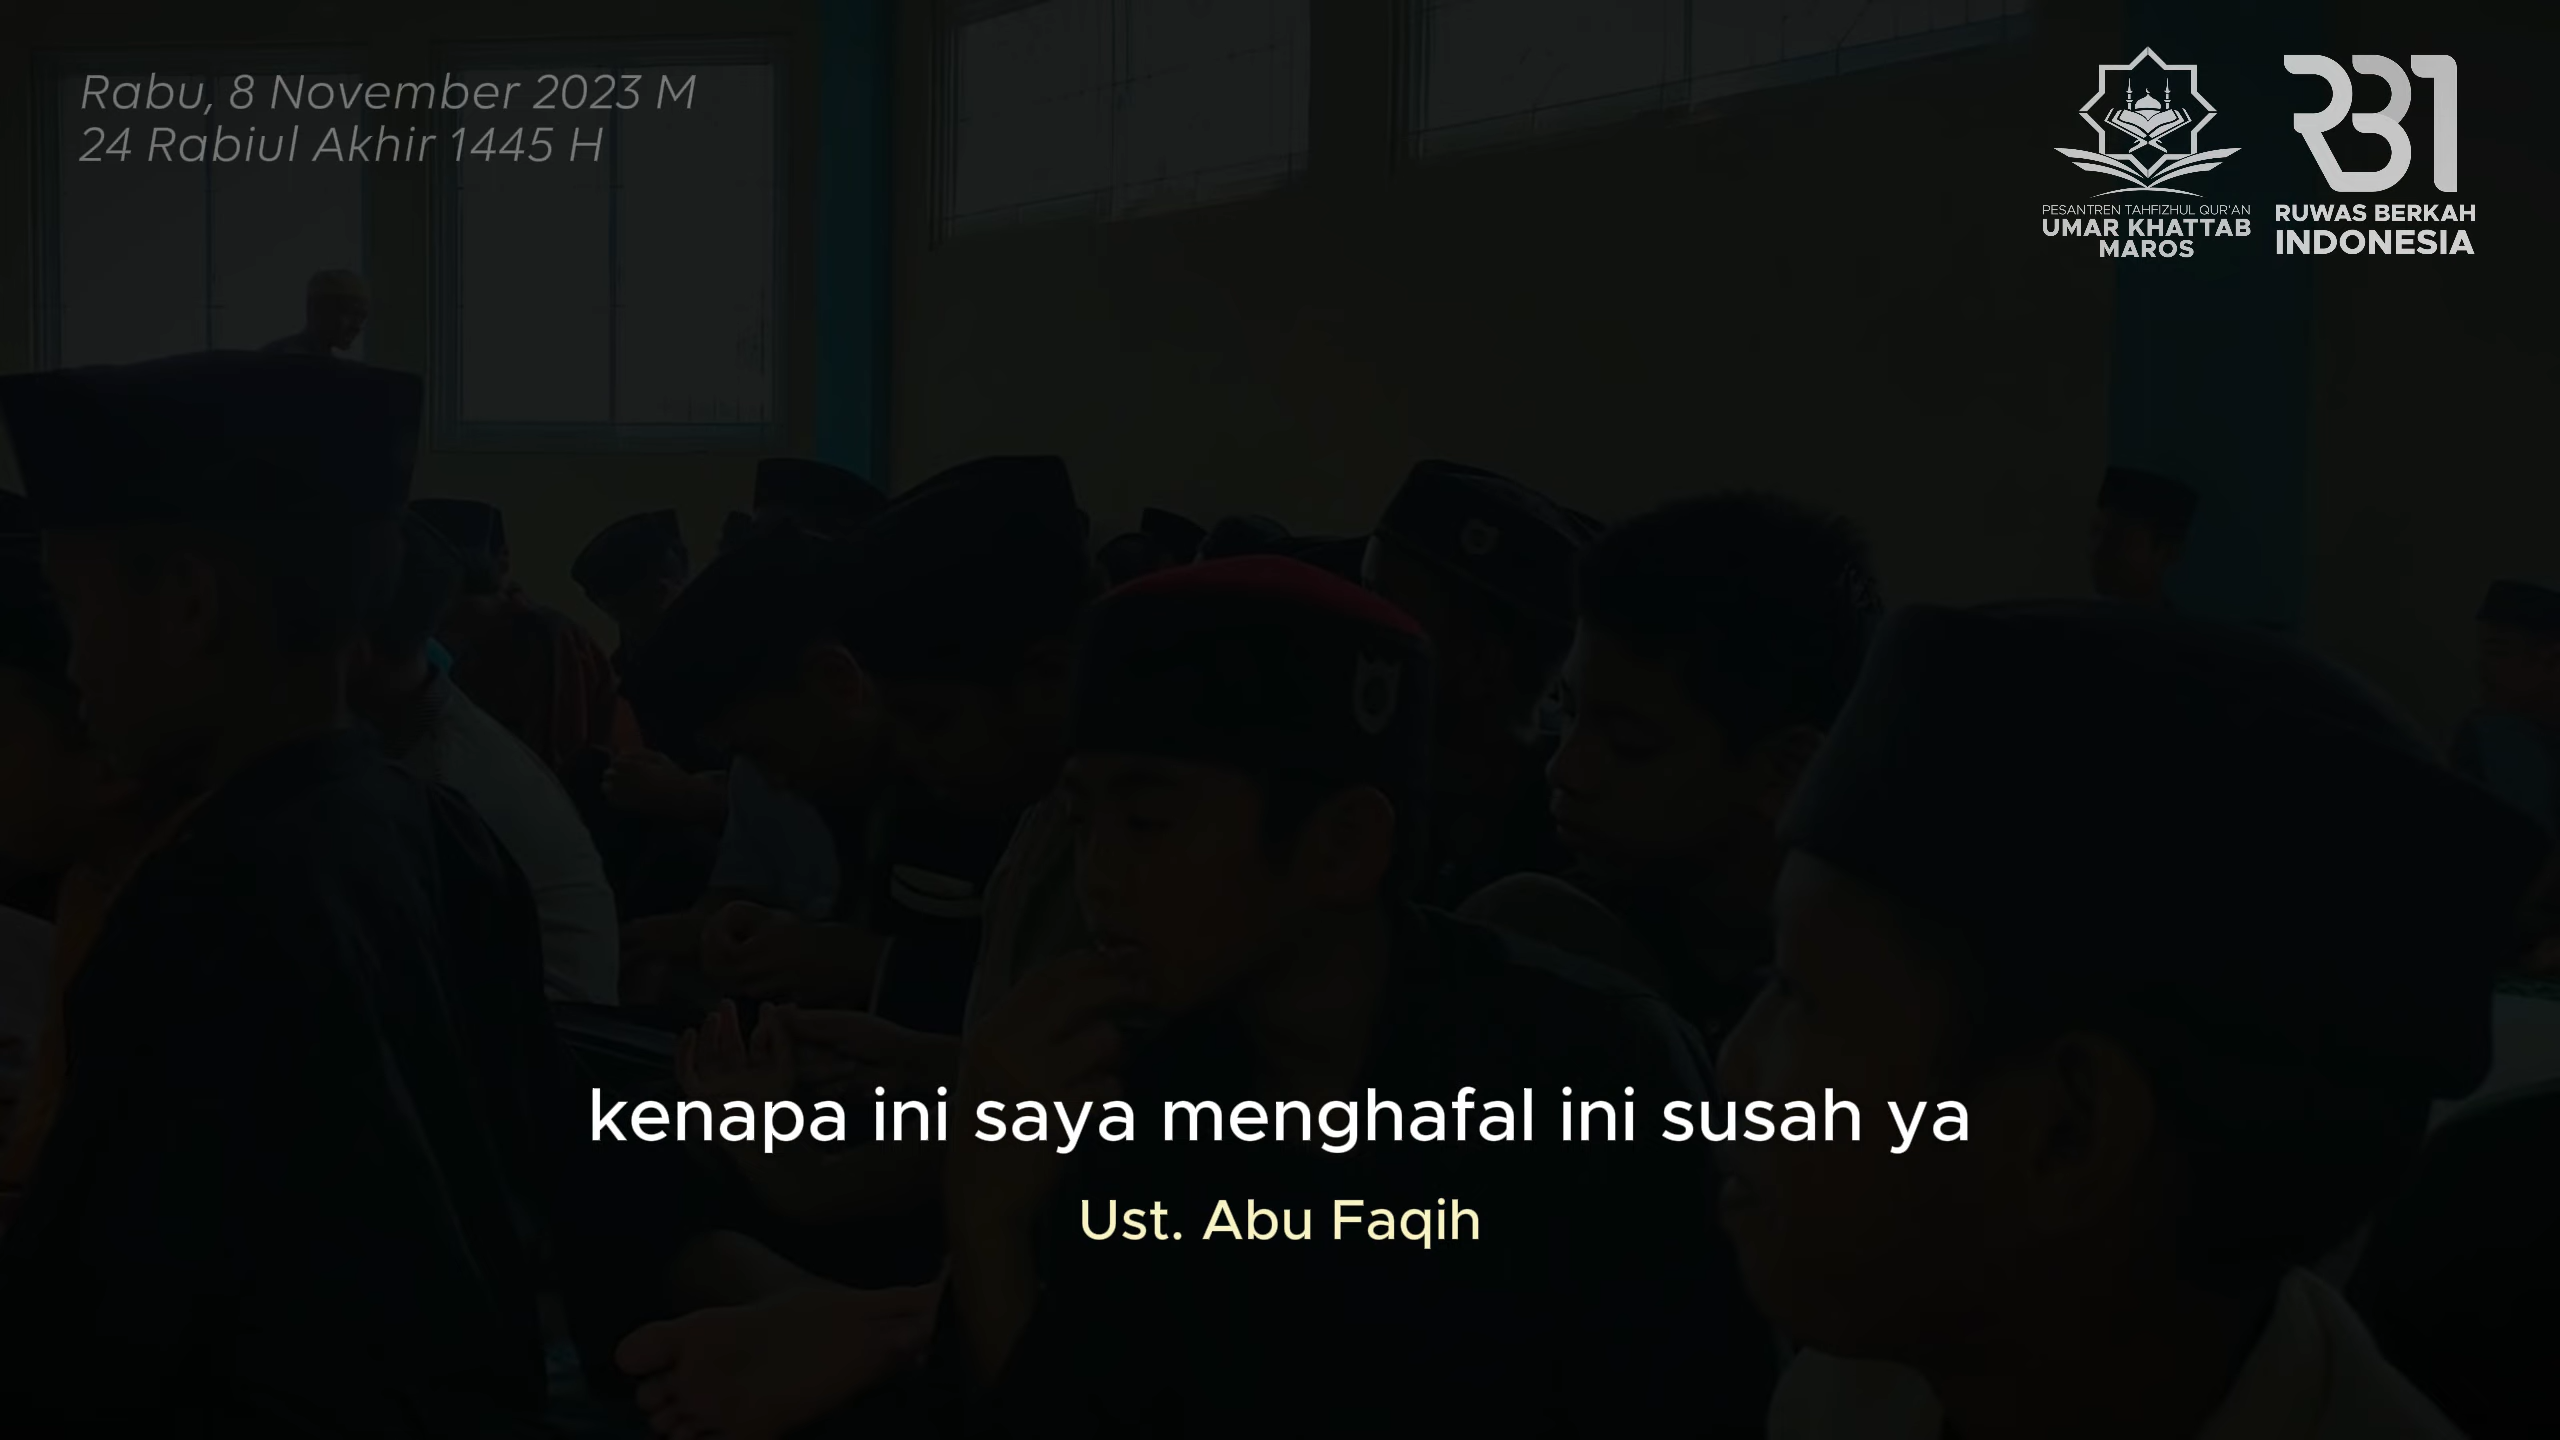 Rabu, 8 November 2023 M
24 Rabiul Akhir 1445 H
PESANTREN TAHFIZHUL QUR'AN
UMAR KHATTAB
MAROS
RBI
RUWAS BERKAH
INDONESIA
kenapa ini saya menghafal ini susah ya
Ust. Abu Faqih